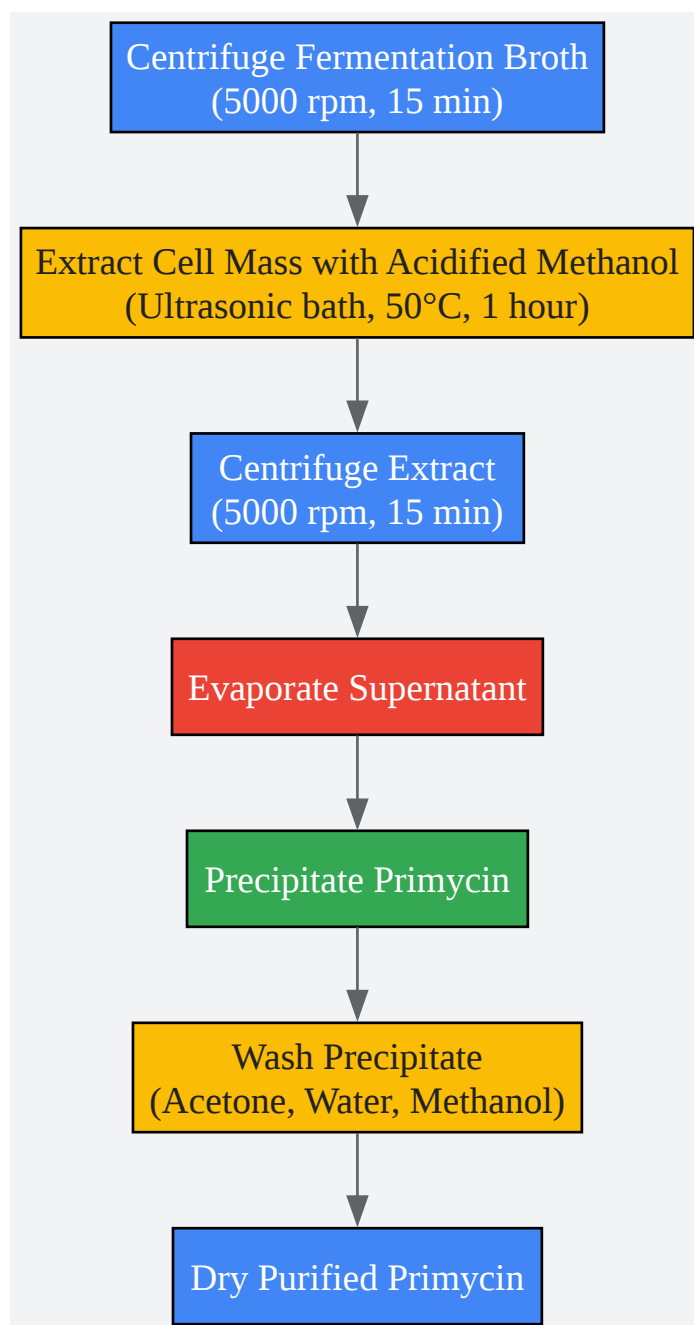 Centrifuge Fermentation Broth
(5000 rpm, 15 min)
Extract Cell Mass with Acidified Methanol
(Ultrasonic bath, 50°C, 1 hour)
Centrifuge Extract
(5000 rpm, 15 min)
Evaporate Supernatant
Precipitate Primycin
Wash Precipitate
(Acetone, Water, Methanol)
Dry Purified Primycin